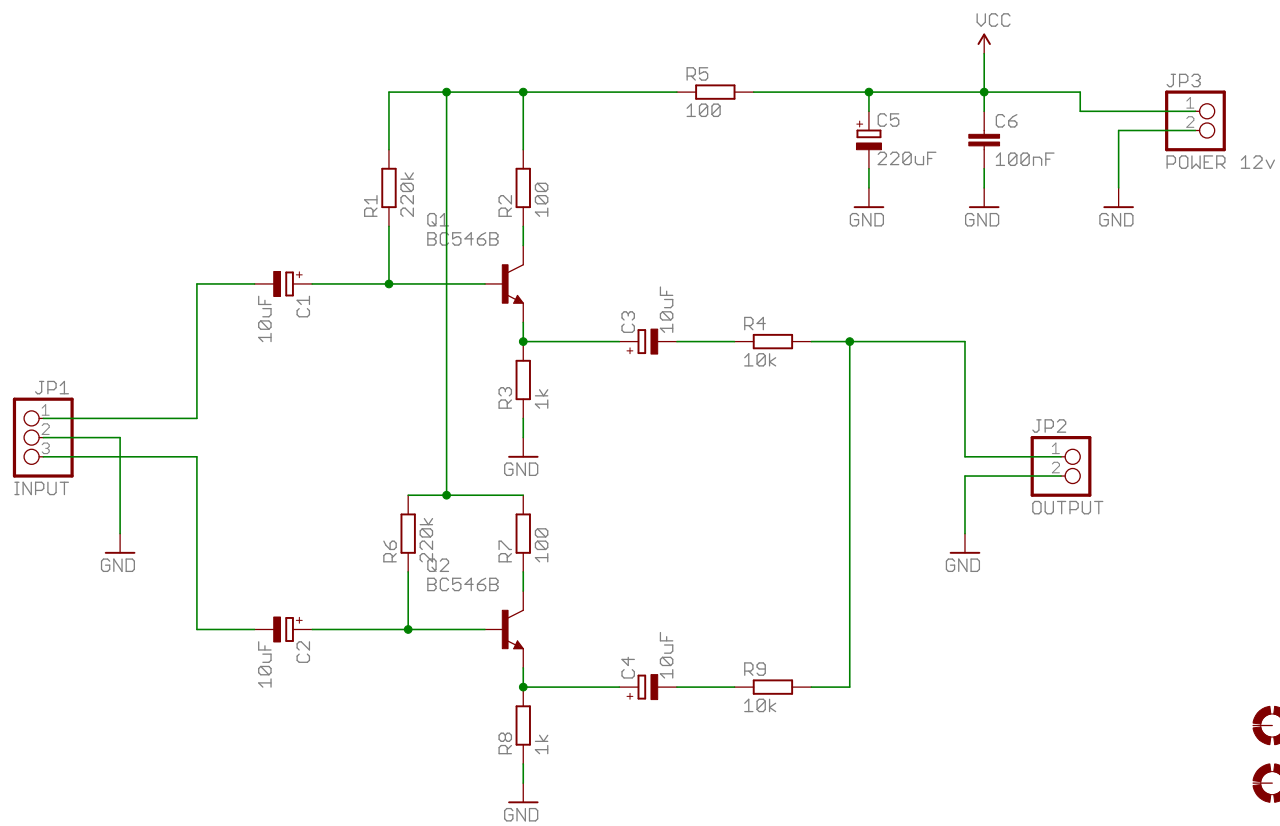 VCC
R5
100
JP3
1
2
POWER 12v
C5
+
220uF
C6
100nF
GND
GND
GND
R1
220k
R2
100
Q1
BC546B
10uF
+
C1
C3
+
10uF
R4
10k
R3
1k
GND
JP1
1
2
3
INPUT
GND
JP2
1
2
OUTPUT
GND
R6
220k
R7
100
Q2
BC546B
10uF
+
C2
C4
+
10uF
R9
10k
R8
1k
GND